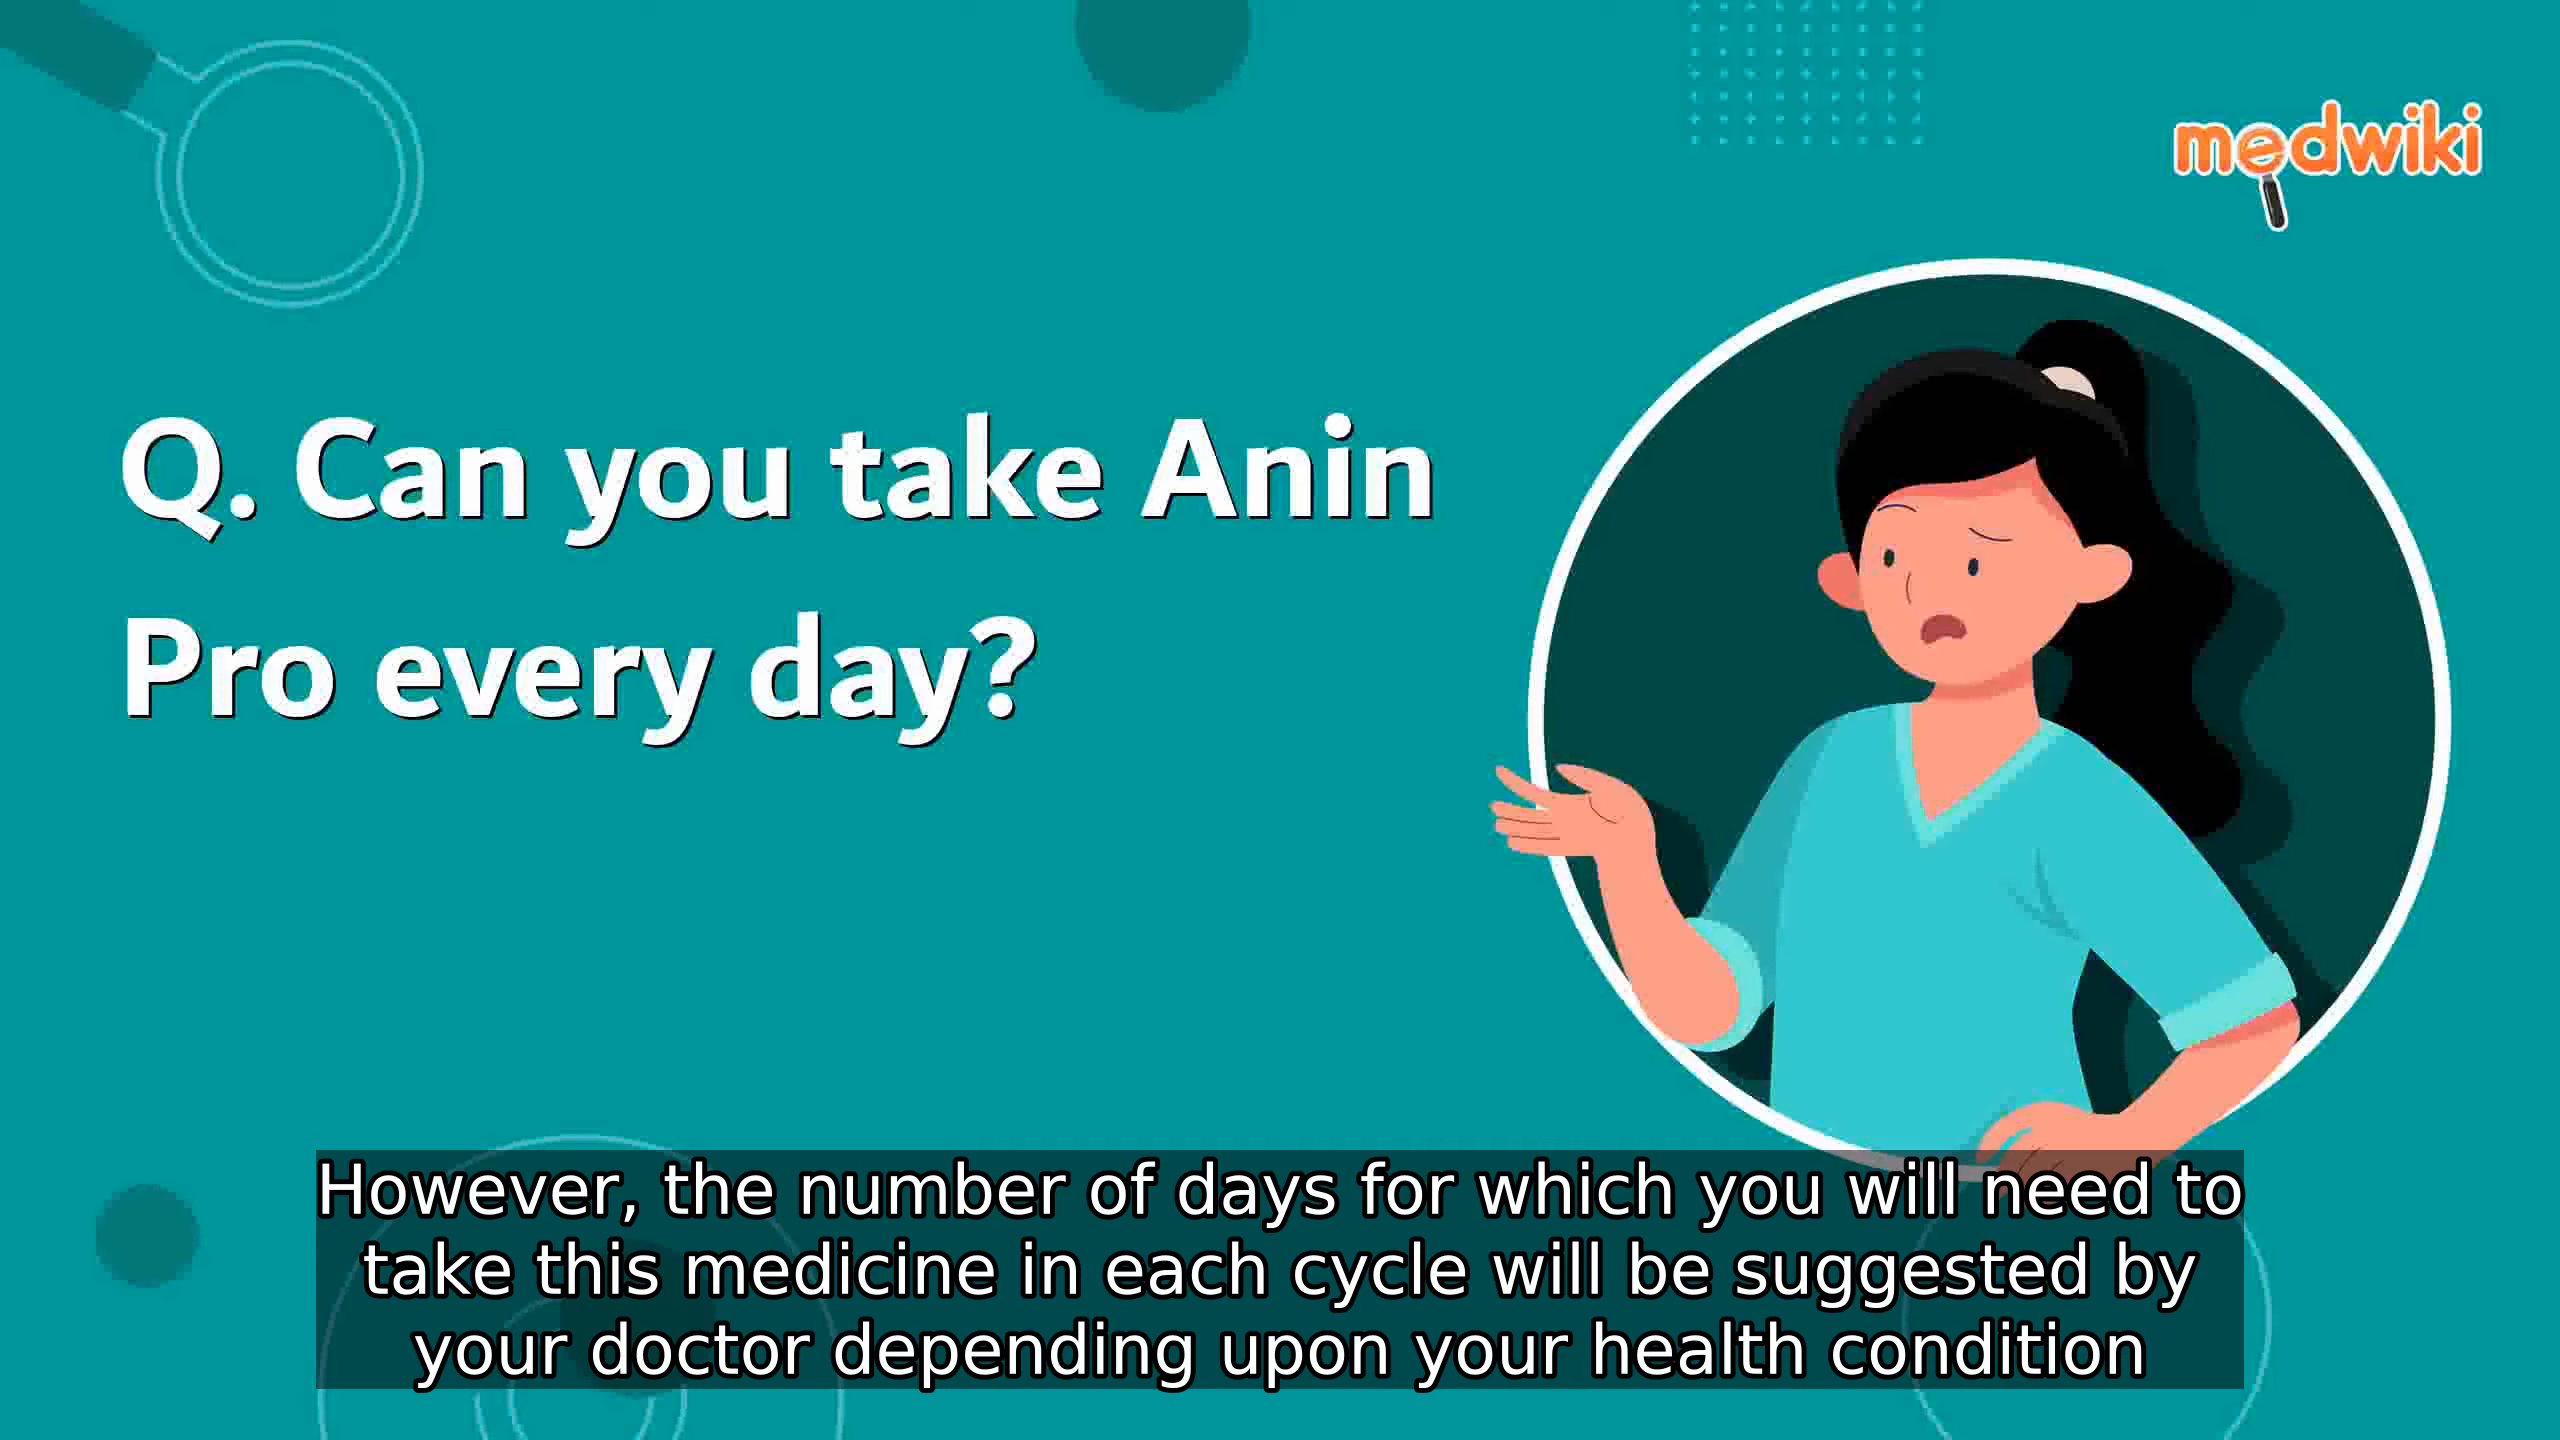 medwiki
Q. Can you take Anin
Pro every day?
However, the number of days for which you will need to
take this medicine in each cycle will be suggested by
your doctor depending upon your health condition